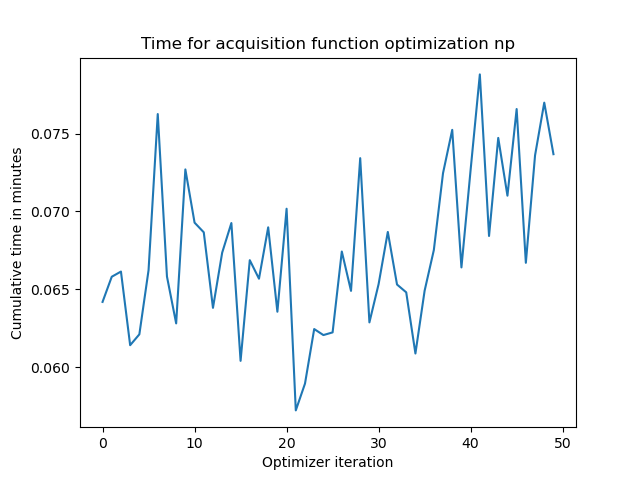 Time for acquisition function optimization np
Cumulative time in minutes
0.075
0.070
0.065
0.060
0 10 20 30 40 50
Optimizer iteration